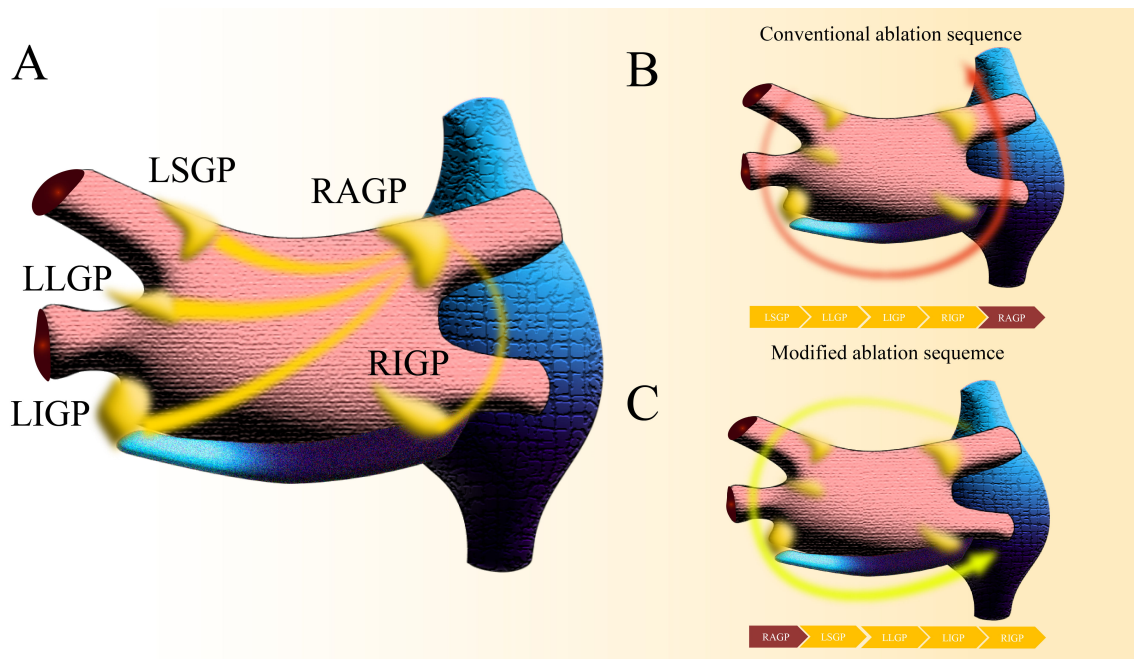 A
LSGP
RAGP
LLGP
RIGP
LIGP
B
Conventional ablation sequence
LSGP LLGP LIGP RIGP RAGP
Modified ablation sequemce
C
RAGP LSGP LLGP LIGP RIGP